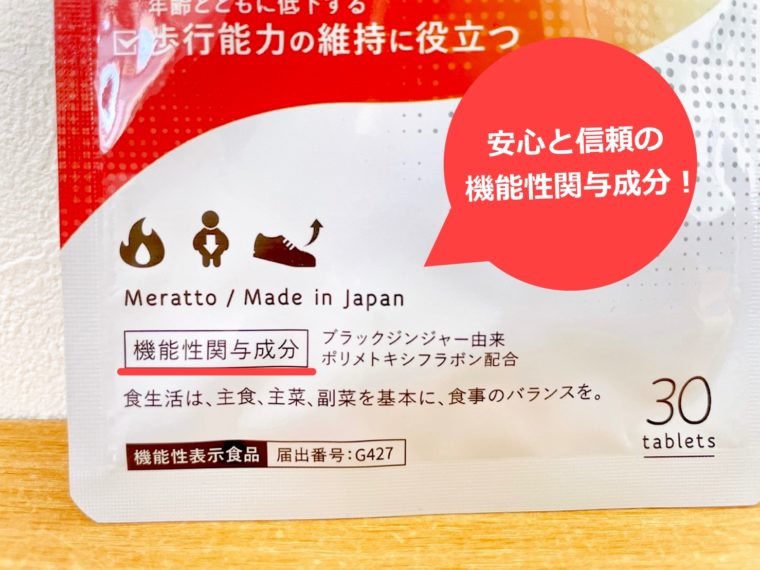 年齢とともに低下する
歩行能力の維持に役立つ
安心と信頼の
機能性関与成分！
Meratto / Made in Japan
機能性関与成分
ブラックジンジャー由来
ポリメトキシフラボン配合
食生活は、主食、主菜、副菜を基本に、食事のバランスを。
機能性表示食品 届出番号：G427
30
tablets